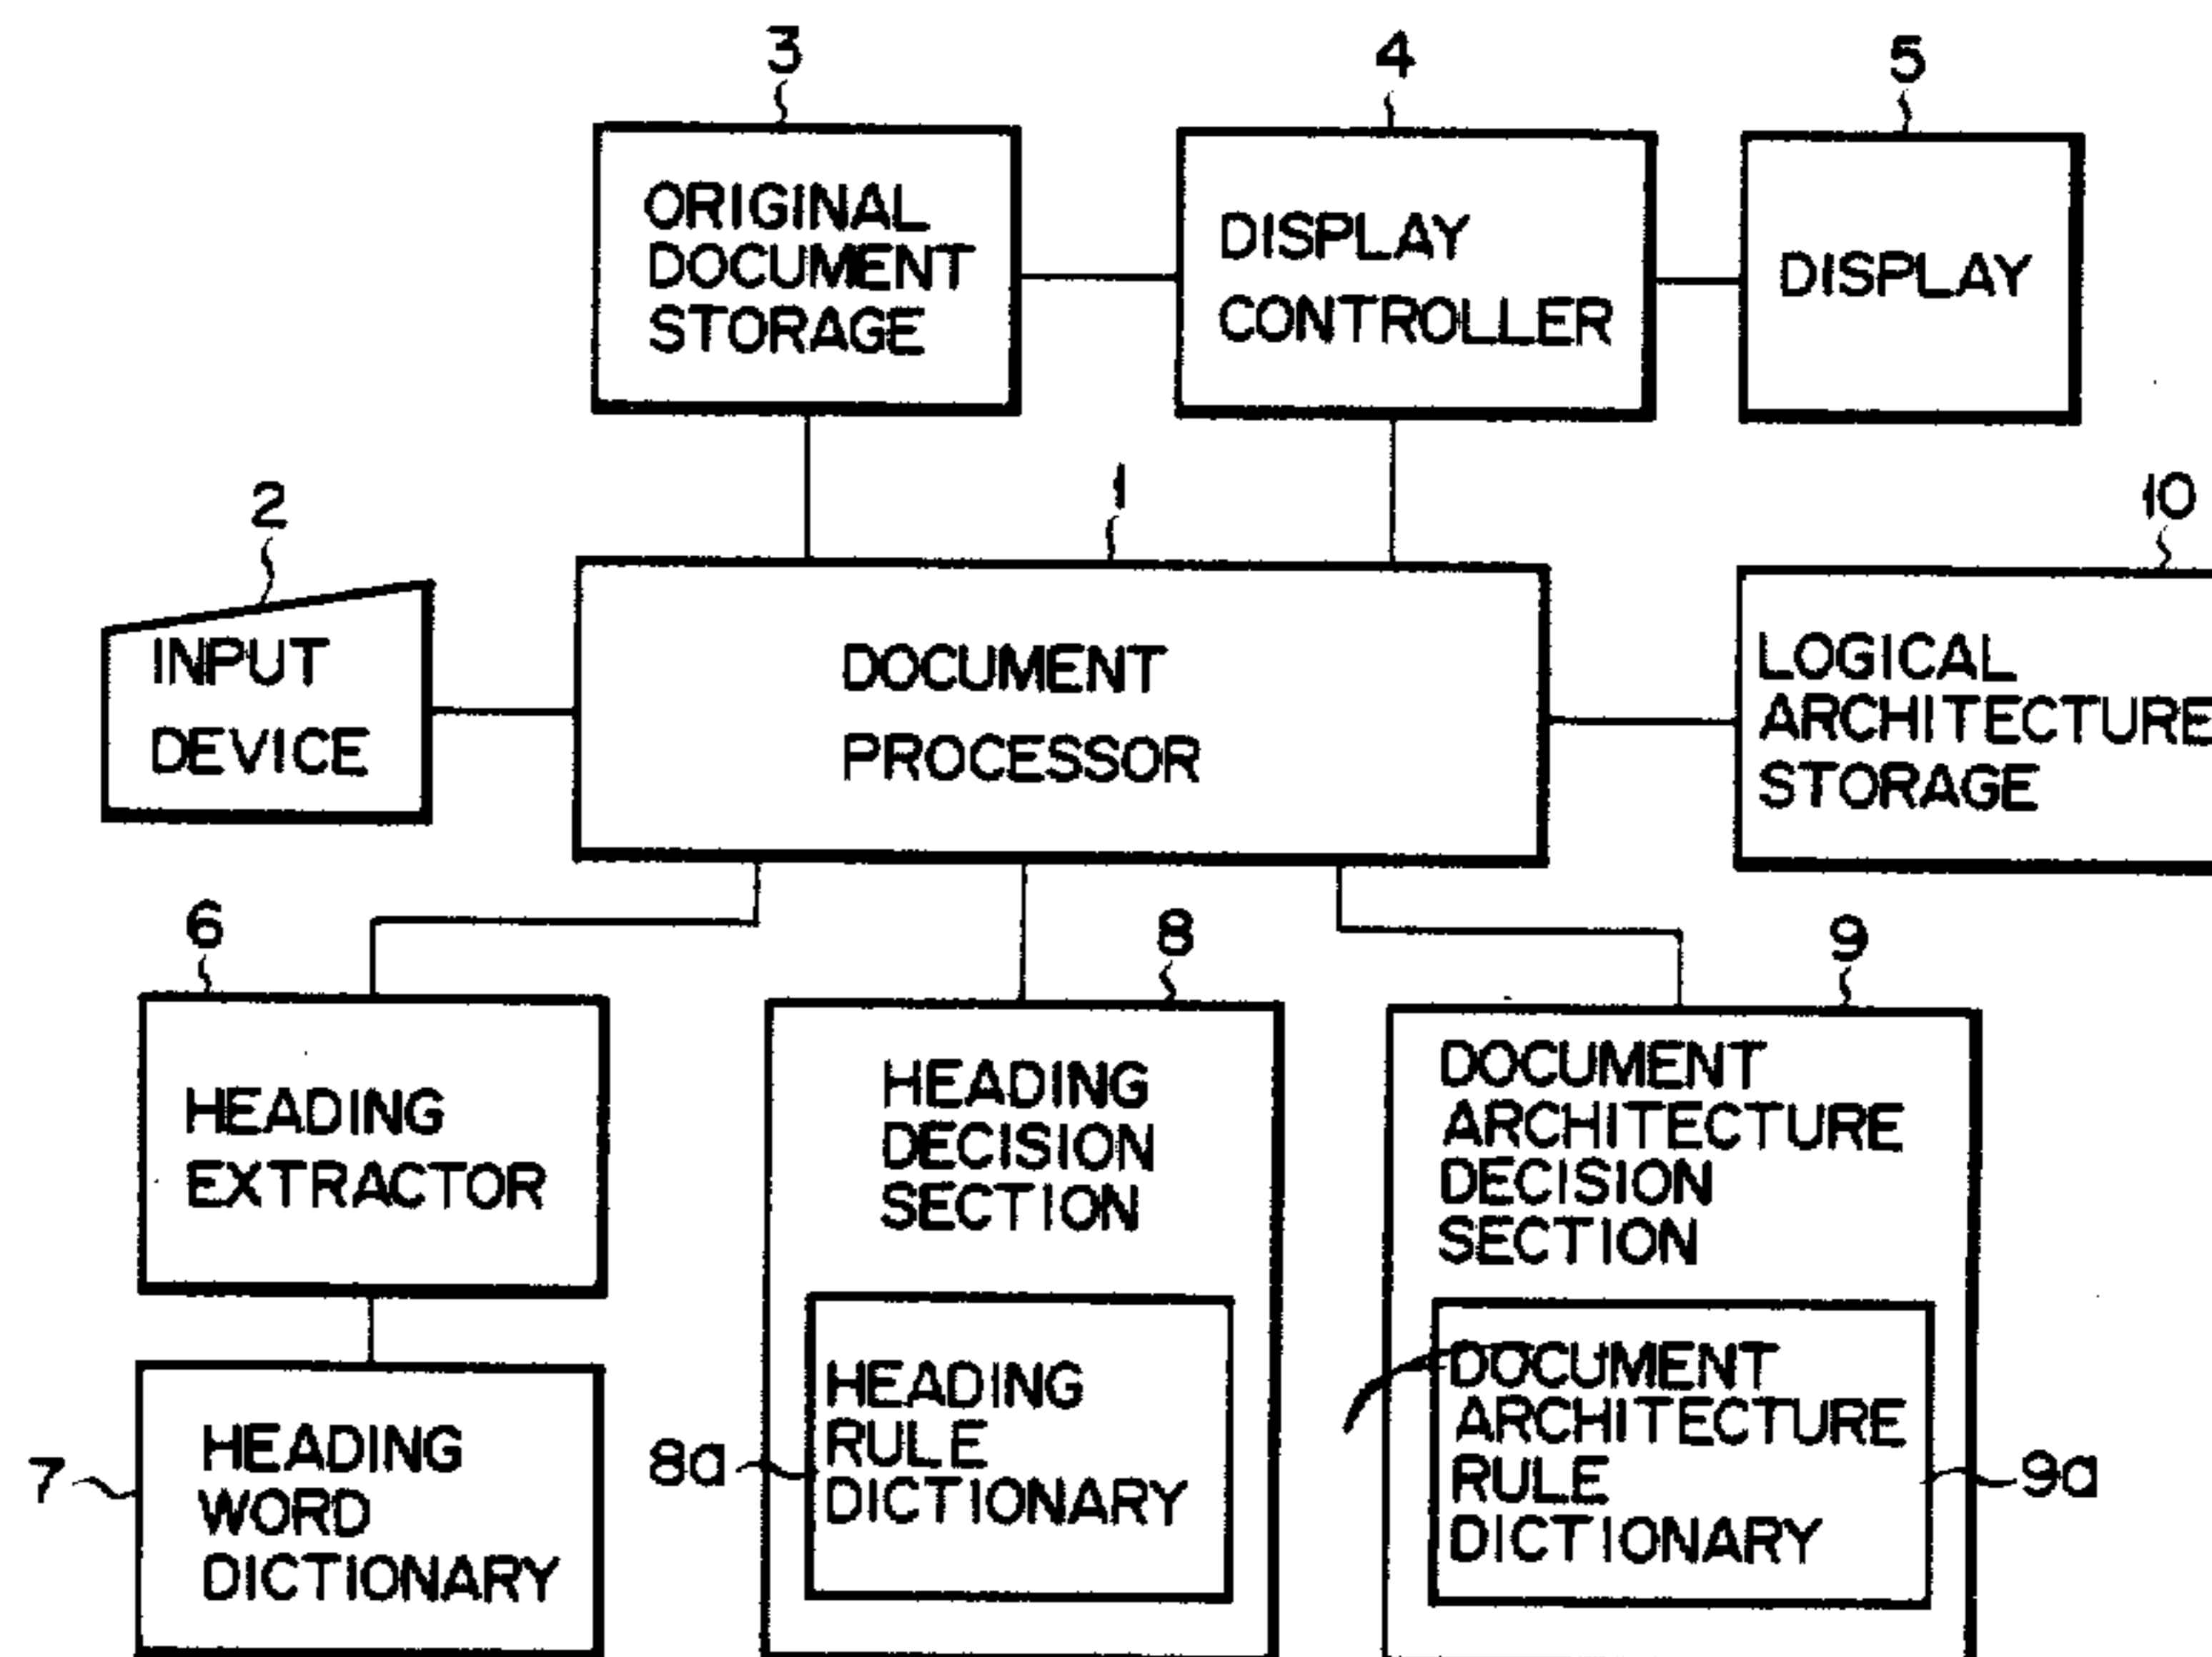 3
4
5
ORIGINAL
DOCUMENT
STORAGE
DISPLAY
CONTROLLER
DISPLAY
2
1
10
INPUT
DEVICE
DOCUMENT
PROCESSOR
LOGICAL
ARCHITECTURE
STORAGE
6
8
9
HEADING
EXTRACTOR
HEADING
DECISION
SECTION
DOCUMENT
ARCHITECTURE
DECISION
SECTION
7
HEADING
WORD
DICTIONARY
8a
HEADING
RULE
DICTIONARY
DOCUMENT
ARCHITECTURE
RULE
DICTIONARY
9a